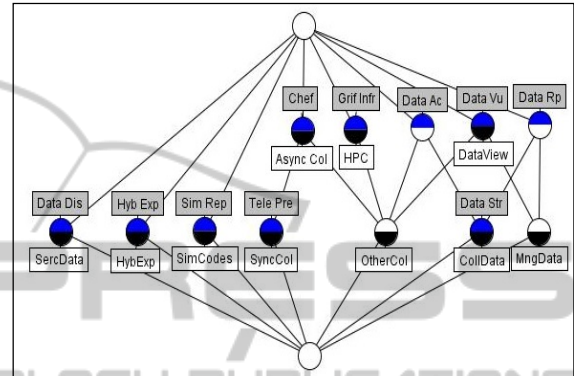 Chef Grif Infr Data Ac Data Vu Data Rp
Async Col HPC DataView
Data Dis Hyb Exp Sim Rep Tele Pre Data Str
SercData HybExp SimCodes SyncCol OtherCol CollData MngData
PRESS